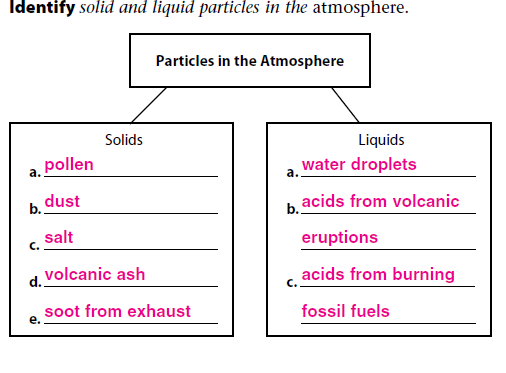 Identify solid and liquid particles in the atmosphere.
Particles in the Atmosphere
Solids
a. pollen
b. dust
c. salt
d. volcanic ash
e. soot from exhaust
Liquids
a. water droplets
b. acids from volcanic
eruptions
c. acids from burning
fossil fuels